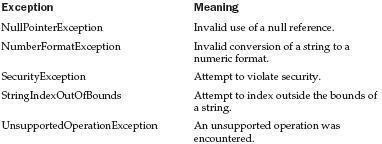 Exception Meaning
NullPointerException Invalid use of a null reference.
NumberFormatException Invalid conversion of a string to a
numeric format.
SecurityException Attempt to violate security.
StringIndexOutOfBounds Attempt to index outside the bounds of
a string.
UnsupportedOperationException An unsupported operation was
encountered.